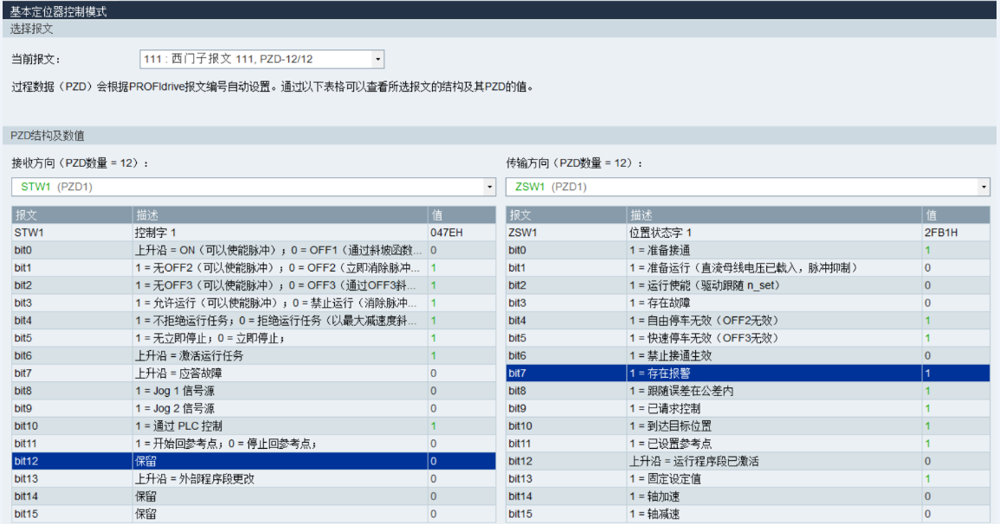 基本定位器控制模式
选择报文
当前报文： 111 : 西门子报文 111, PZD-12/12
过程数据（PZD）会根据PROFIdrive报文编号自动设置。通过以下表格可以查看所选报文的结构及其PZD的值。
PZD结构及数值
接收方向（PZD数量 = 12）： 传输方向（PZD数量 = 12）：
STW1 (PZD1) ZSW1 (PZD1)
报文 描述 值 报文 描述 值
STW1 控制字 1 047EH ZSW1 位置状态字 1 2FB1H
bit0 上升沿 = ON（可以使能脉冲）；0 = OFF1（通过斜坡函数... 0 bit0 1 = 准备接通 1
bit1 1 = 无OFF2（可以使能脉冲）；0 = OFF2（立即消除脉冲... 1 bit1 1 = 准备运行（直流母线电压已载入，脉冲抑制） 0
bit2 1 = 无OFF3（可以使能脉冲）；0 = OFF3（通过OFF3斜... 1 bit2 1 = 运行使能（驱动跟随 n_set） 0
bit3 1 = 允许运行（可以使能脉冲）；0 = 禁止运行（消除脉冲... 1 bit3 1 = 存在故障 0
bit4 1 = 不拒绝运行任务；0 = 拒绝运行任务（以最大减速度斜... 1 bit4 1 = 自由停车无效（OFF2无效） 1
bit5 1 = 无立即停止；0 = 立即停止； 1 bit5 1 = 快速停车无效（OFF3无效） 1
bit6 上升沿 = 激活运行任务 1 bit6 1 = 禁止接通生效 0
bit7 上升沿 = 应答故障 0 bit7 1 = 存在报警 1
bit8 1 = Jog 1 信号源 0 bit8 1 = 跟随误差在公差内 1
bit9 1 = Jog 2 信号源 0 bit9 1 = 已请求控制 1
bit10 1 = 通过 PLC 控制 1 bit10 1 = 到达目标位置 1
bit11 1 = 开始回参考点；0 = 停止回参考点； 0 bit11 1 = 已设置参考点 1
bit12 保留 0 bit12 上升沿 = 运行程序段已激活 0
bit13 上升沿 = 外部程序段更改 0 bit13 1 = 固定设定值 1
bit14 保留 0 bit14 1 = 轴加速 0
bit15 保留 0 bit15 1 = 轴减速 0